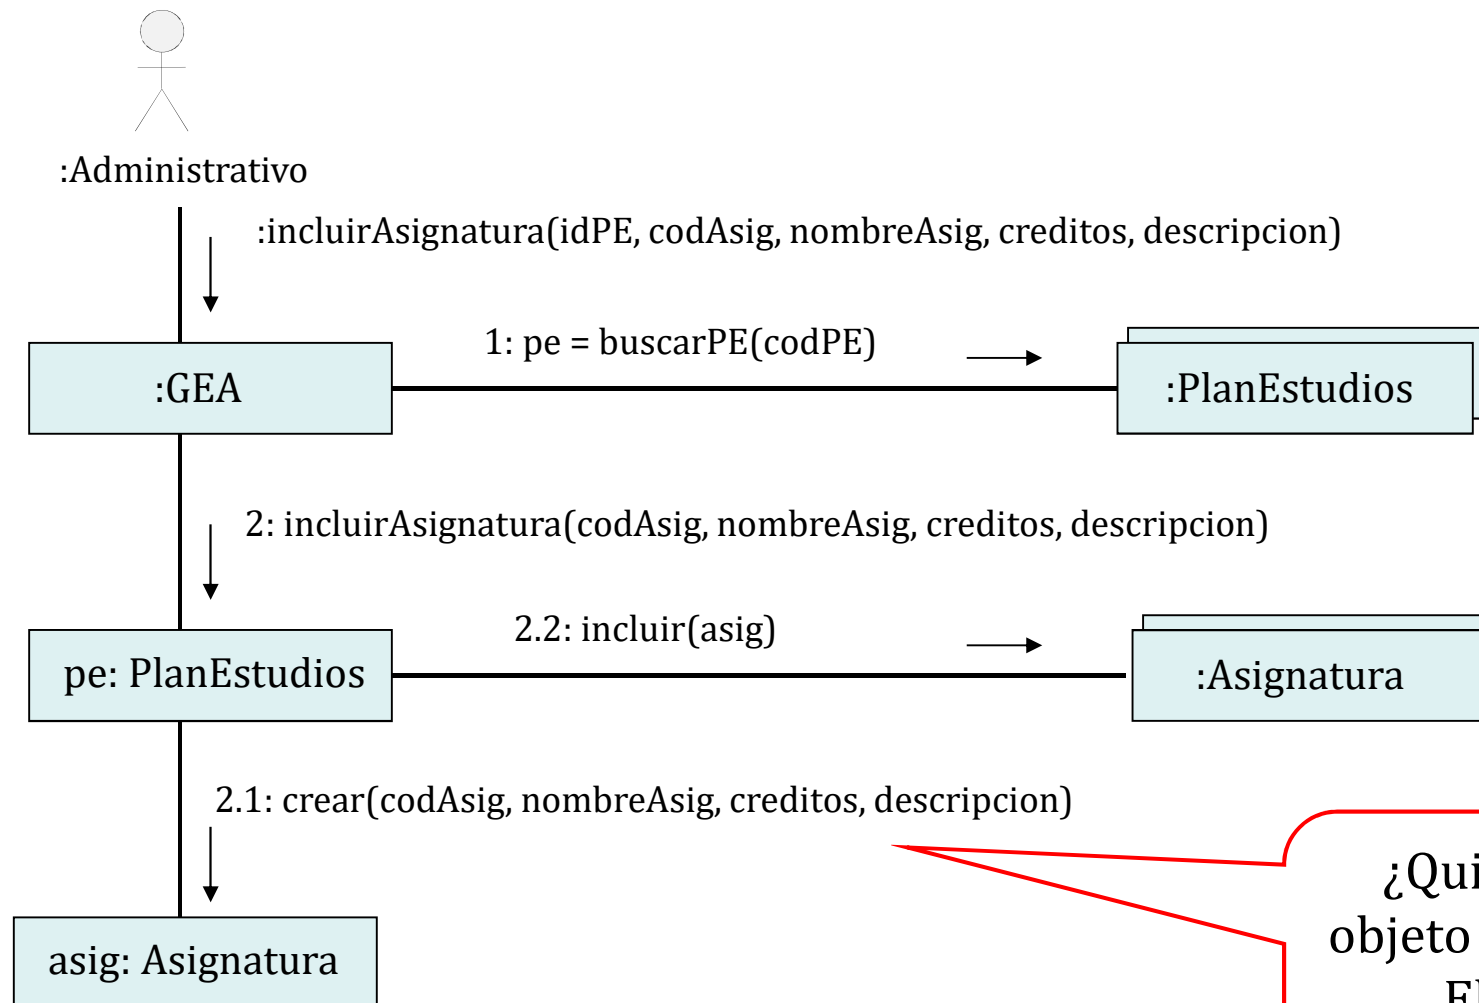 :Administrativo
:incluirAsignatura(idPE, codAsig, nombreAsig, creditos, descripcion)
1: pe = buscarPE(codPE)
:GEA
:PlanEstudios
2: incluirAsignatura(codAsig, nombreAsig, creditos, descripcion)
2.2: incluir(asig)
pe: PlanEstudios
:Asignatura
2.1: crear(codAsig, nombreAsig, creditos, descripcion)
objeto
asig: Asignatura